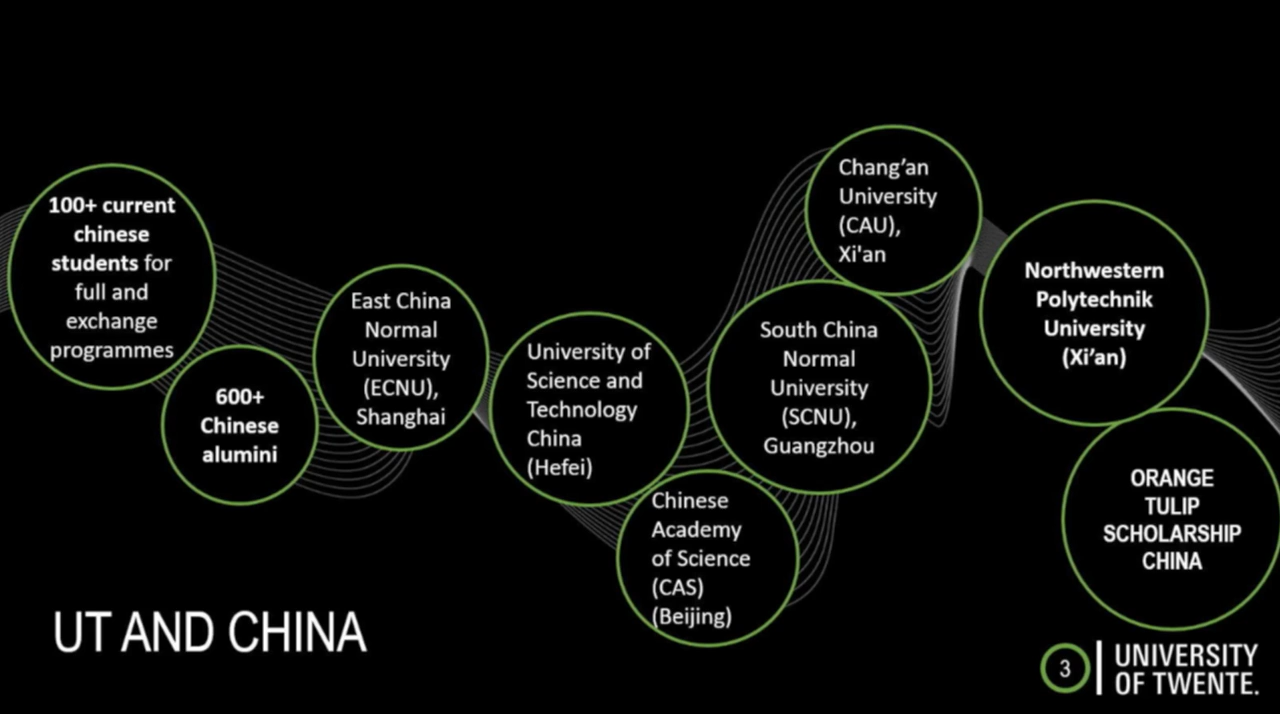 100+ current
chinese
students for
full and
exchange
programmes
600+
Chinese
alumini
East China
Normal
University
(ECNU),
Shanghai
University of
Science and
Technology
China
(Hefei)
Chinese
Academy
of Science
(CAS)
(Beijing)
South China
Normal
University
(SCNU),
Guangzhou
Chang'an
University
(CAU),
Xi'an
Northwestern
Polytechnik
University
(Xi'an)
ORANGE
TULIP
SCHOLARSHIP
CHINA
UT AND CHINA
3
UNIVERSITY
OF TWENTE.